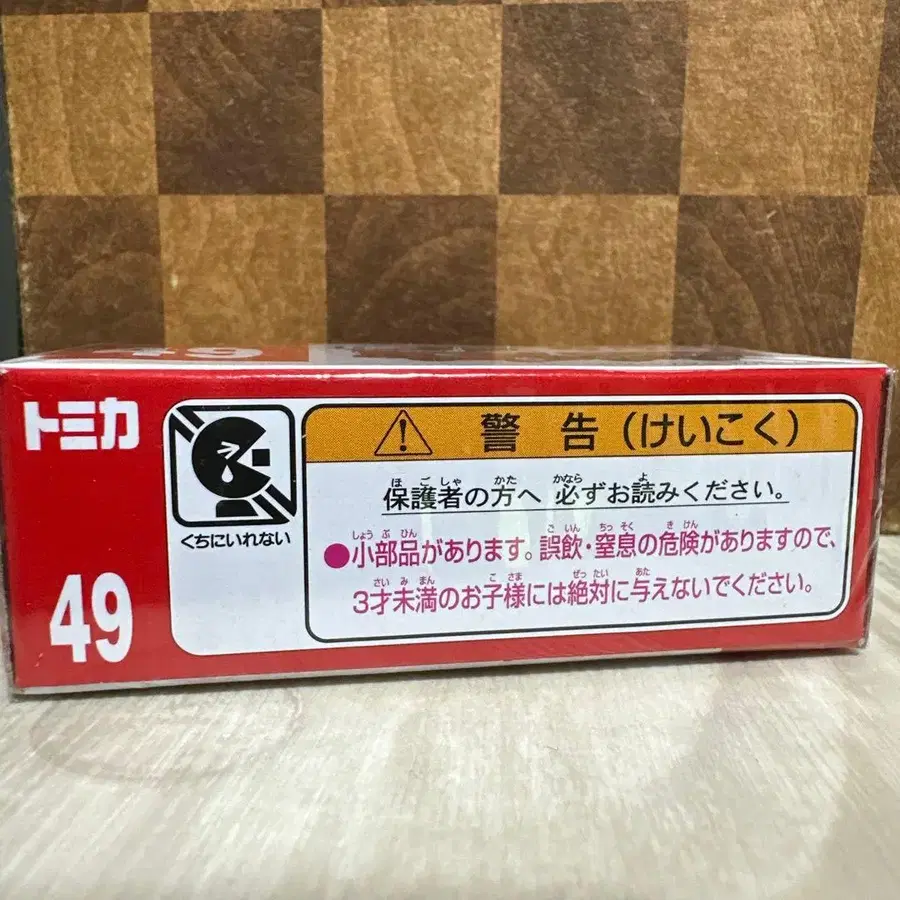 トミカ
49
くちにいれない
警告(けいこく)
保護者の方へ 必ずお読みください。
●小部品があります。誤飲・窒息の危険がありますので、
3才未満のお子様には絶対に与えないでください。